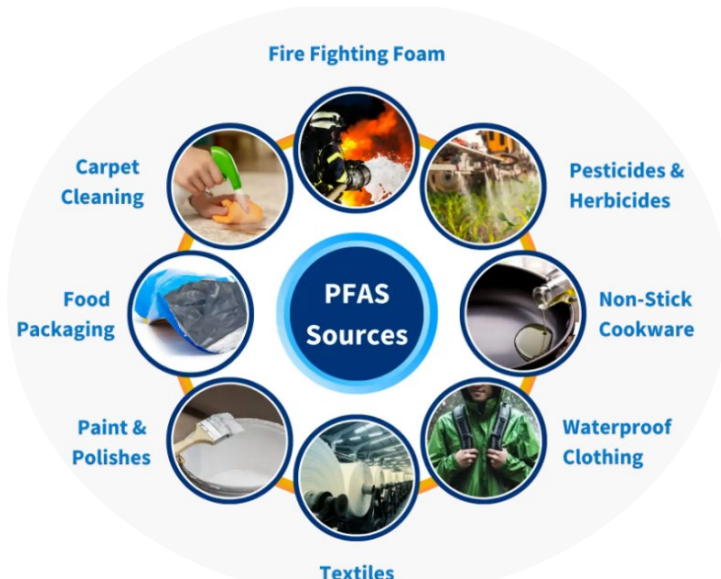 Fire Fighting Foam
Carpet
Cleaning
Pesticides &
Herbicides
Food
Packaging
PFAS
Sources
Non-Stick
Cookware
Paint &
Polishes
Waterproof
Clothing
Textiles